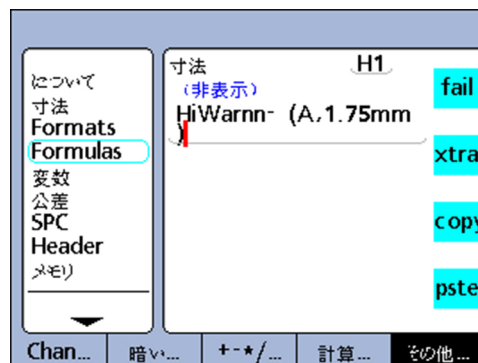 について
寸法
Formats
Formulas
変数
公差
SPC
Header
メモリ
寸法 H1
(非表示)
HiWarnn- (A,1.75mm
)
fail
xtra
copy
pste
Chan...
暗い...
+-*/...
計算...
その他...